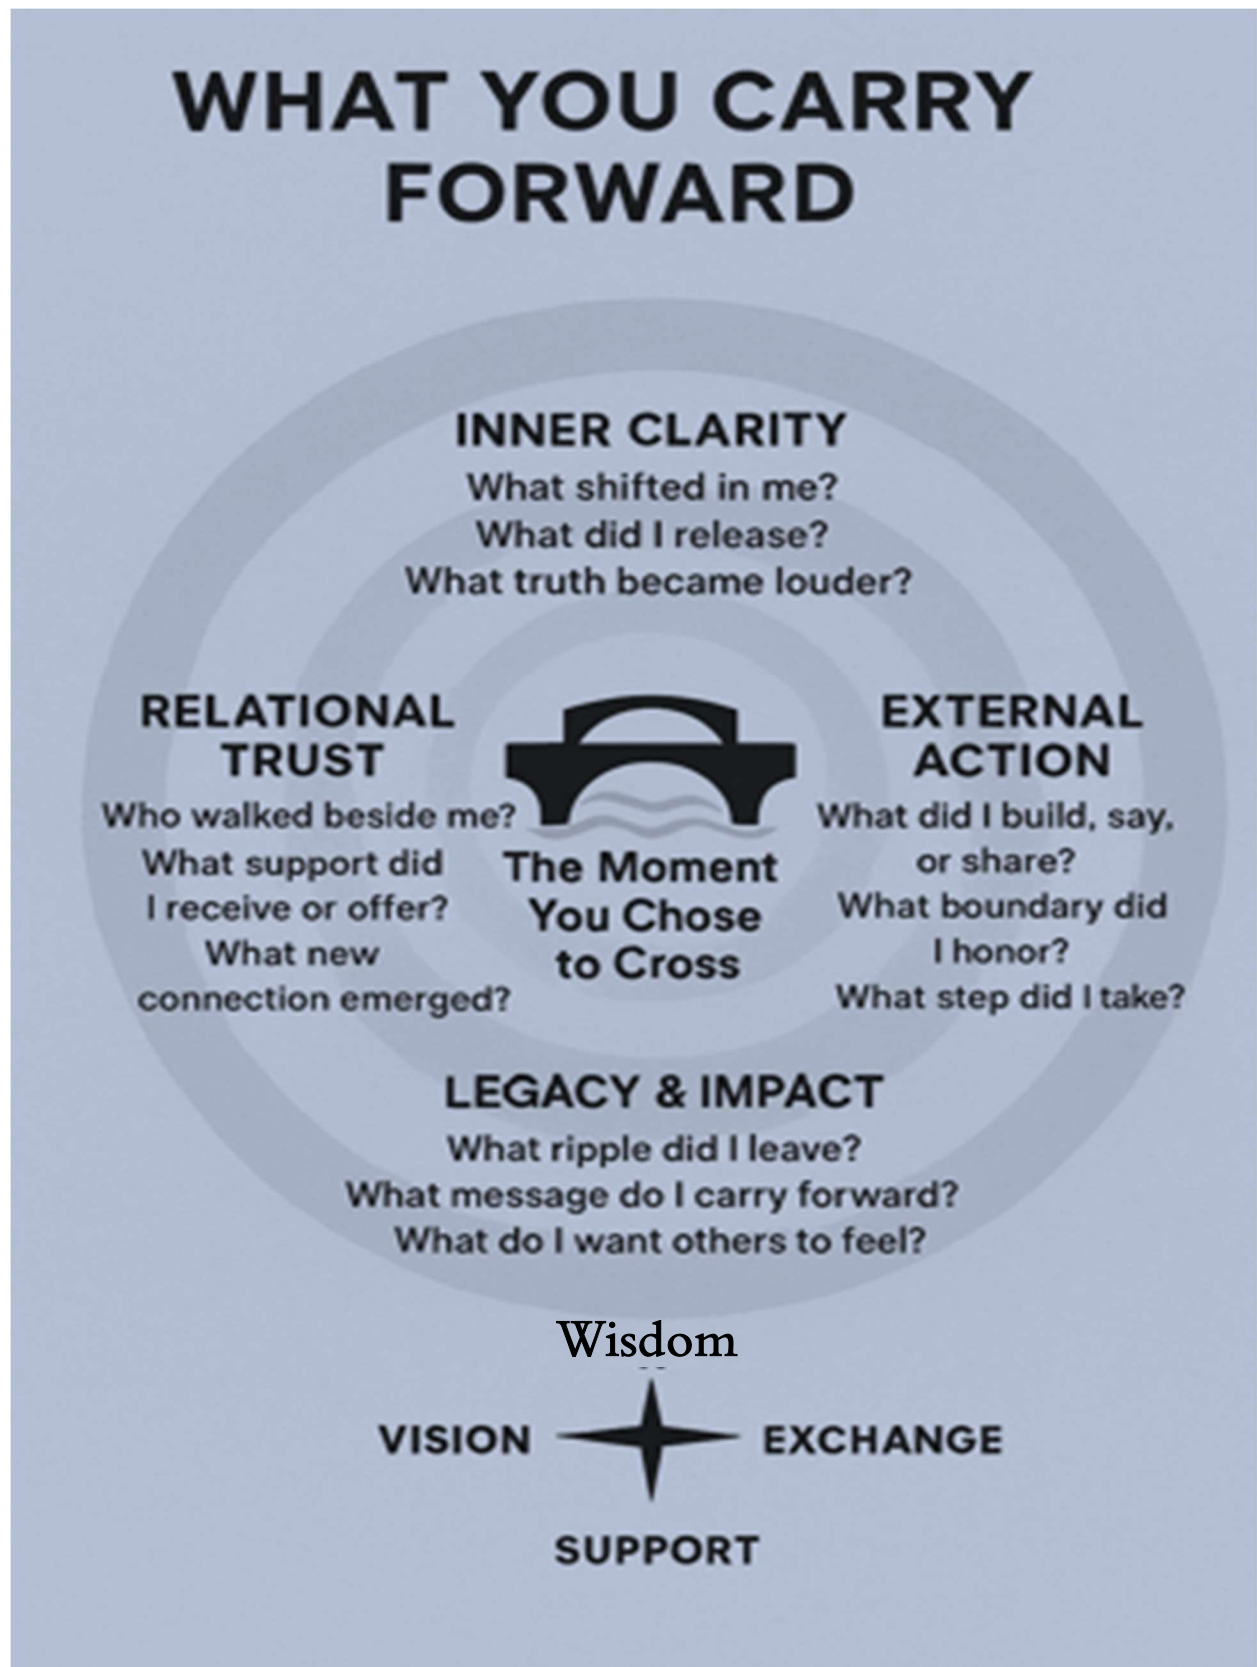 WHAT YOU CARRY
FORWARD
INNER CLARITY
What shifted in me?
What did I release?
What truth became louder?
RELATIONAL
TRUST
Who walked beside me?
What support did
I receive or offer?
What new
connection emerged?
The Moment
You Chose
to Cross
EXTERNAL
ACTION
What did I build, say,
or share?
What boundary did
I honor?
What step did I take?
LEGACY & IMPACT
What ripple did I leave?
What message do I carry forward?
What do I want others to feel?
Wisdom
VISION
EXCHANGE
SUPPORT